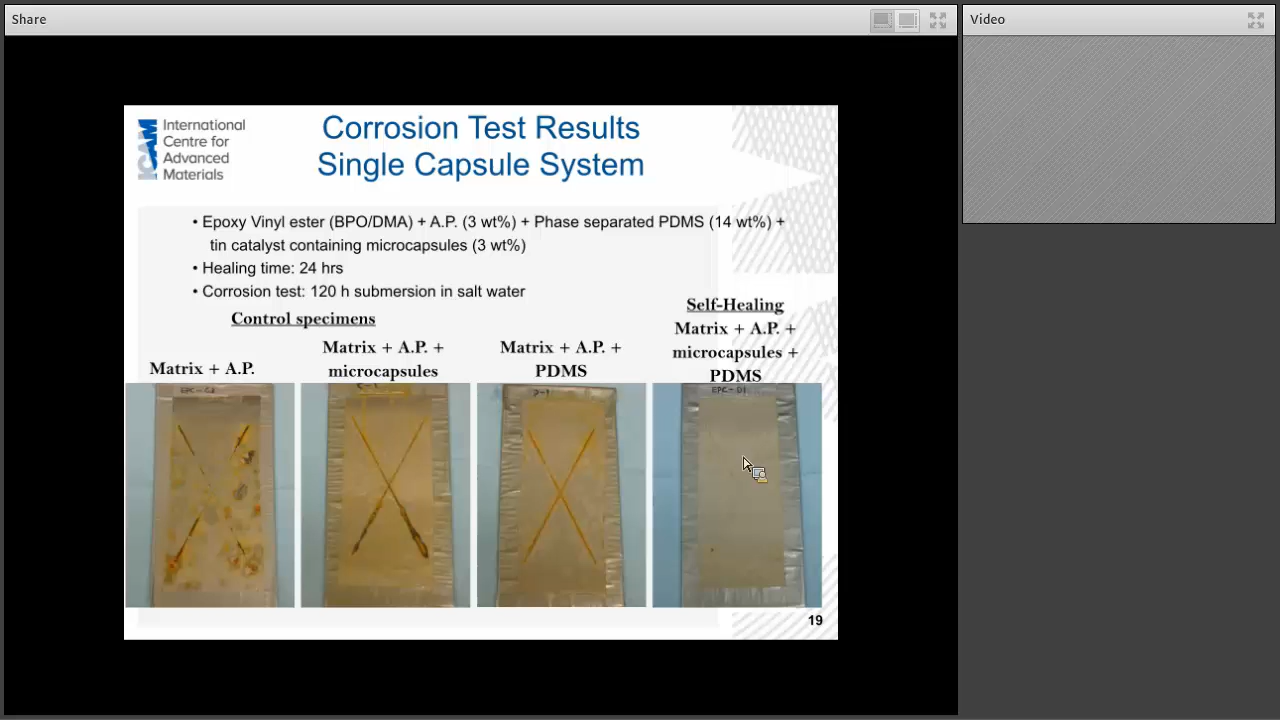 Share
Video
ICAM
International
Centre for
Advanced
Materials
Corrosion Test Results
Single Capsule System
• Epoxy Vinyl ester (BPO/DMA) + A.P. (3 wt%) + Phase separated PDMS (14 wt%) +
tin catalyst containing microcapsules (3 wt%)
• Healing time: 24 hrs
• Corrosion test: 120 h submersion in salt water
Control specimens
Matrix + A.P.
Matrix + A.P. +
microcapsules
Matrix + A.P. +
PDMS
Self-Healing
Matrix + A.P. +
microcapsules +
PDMS
19